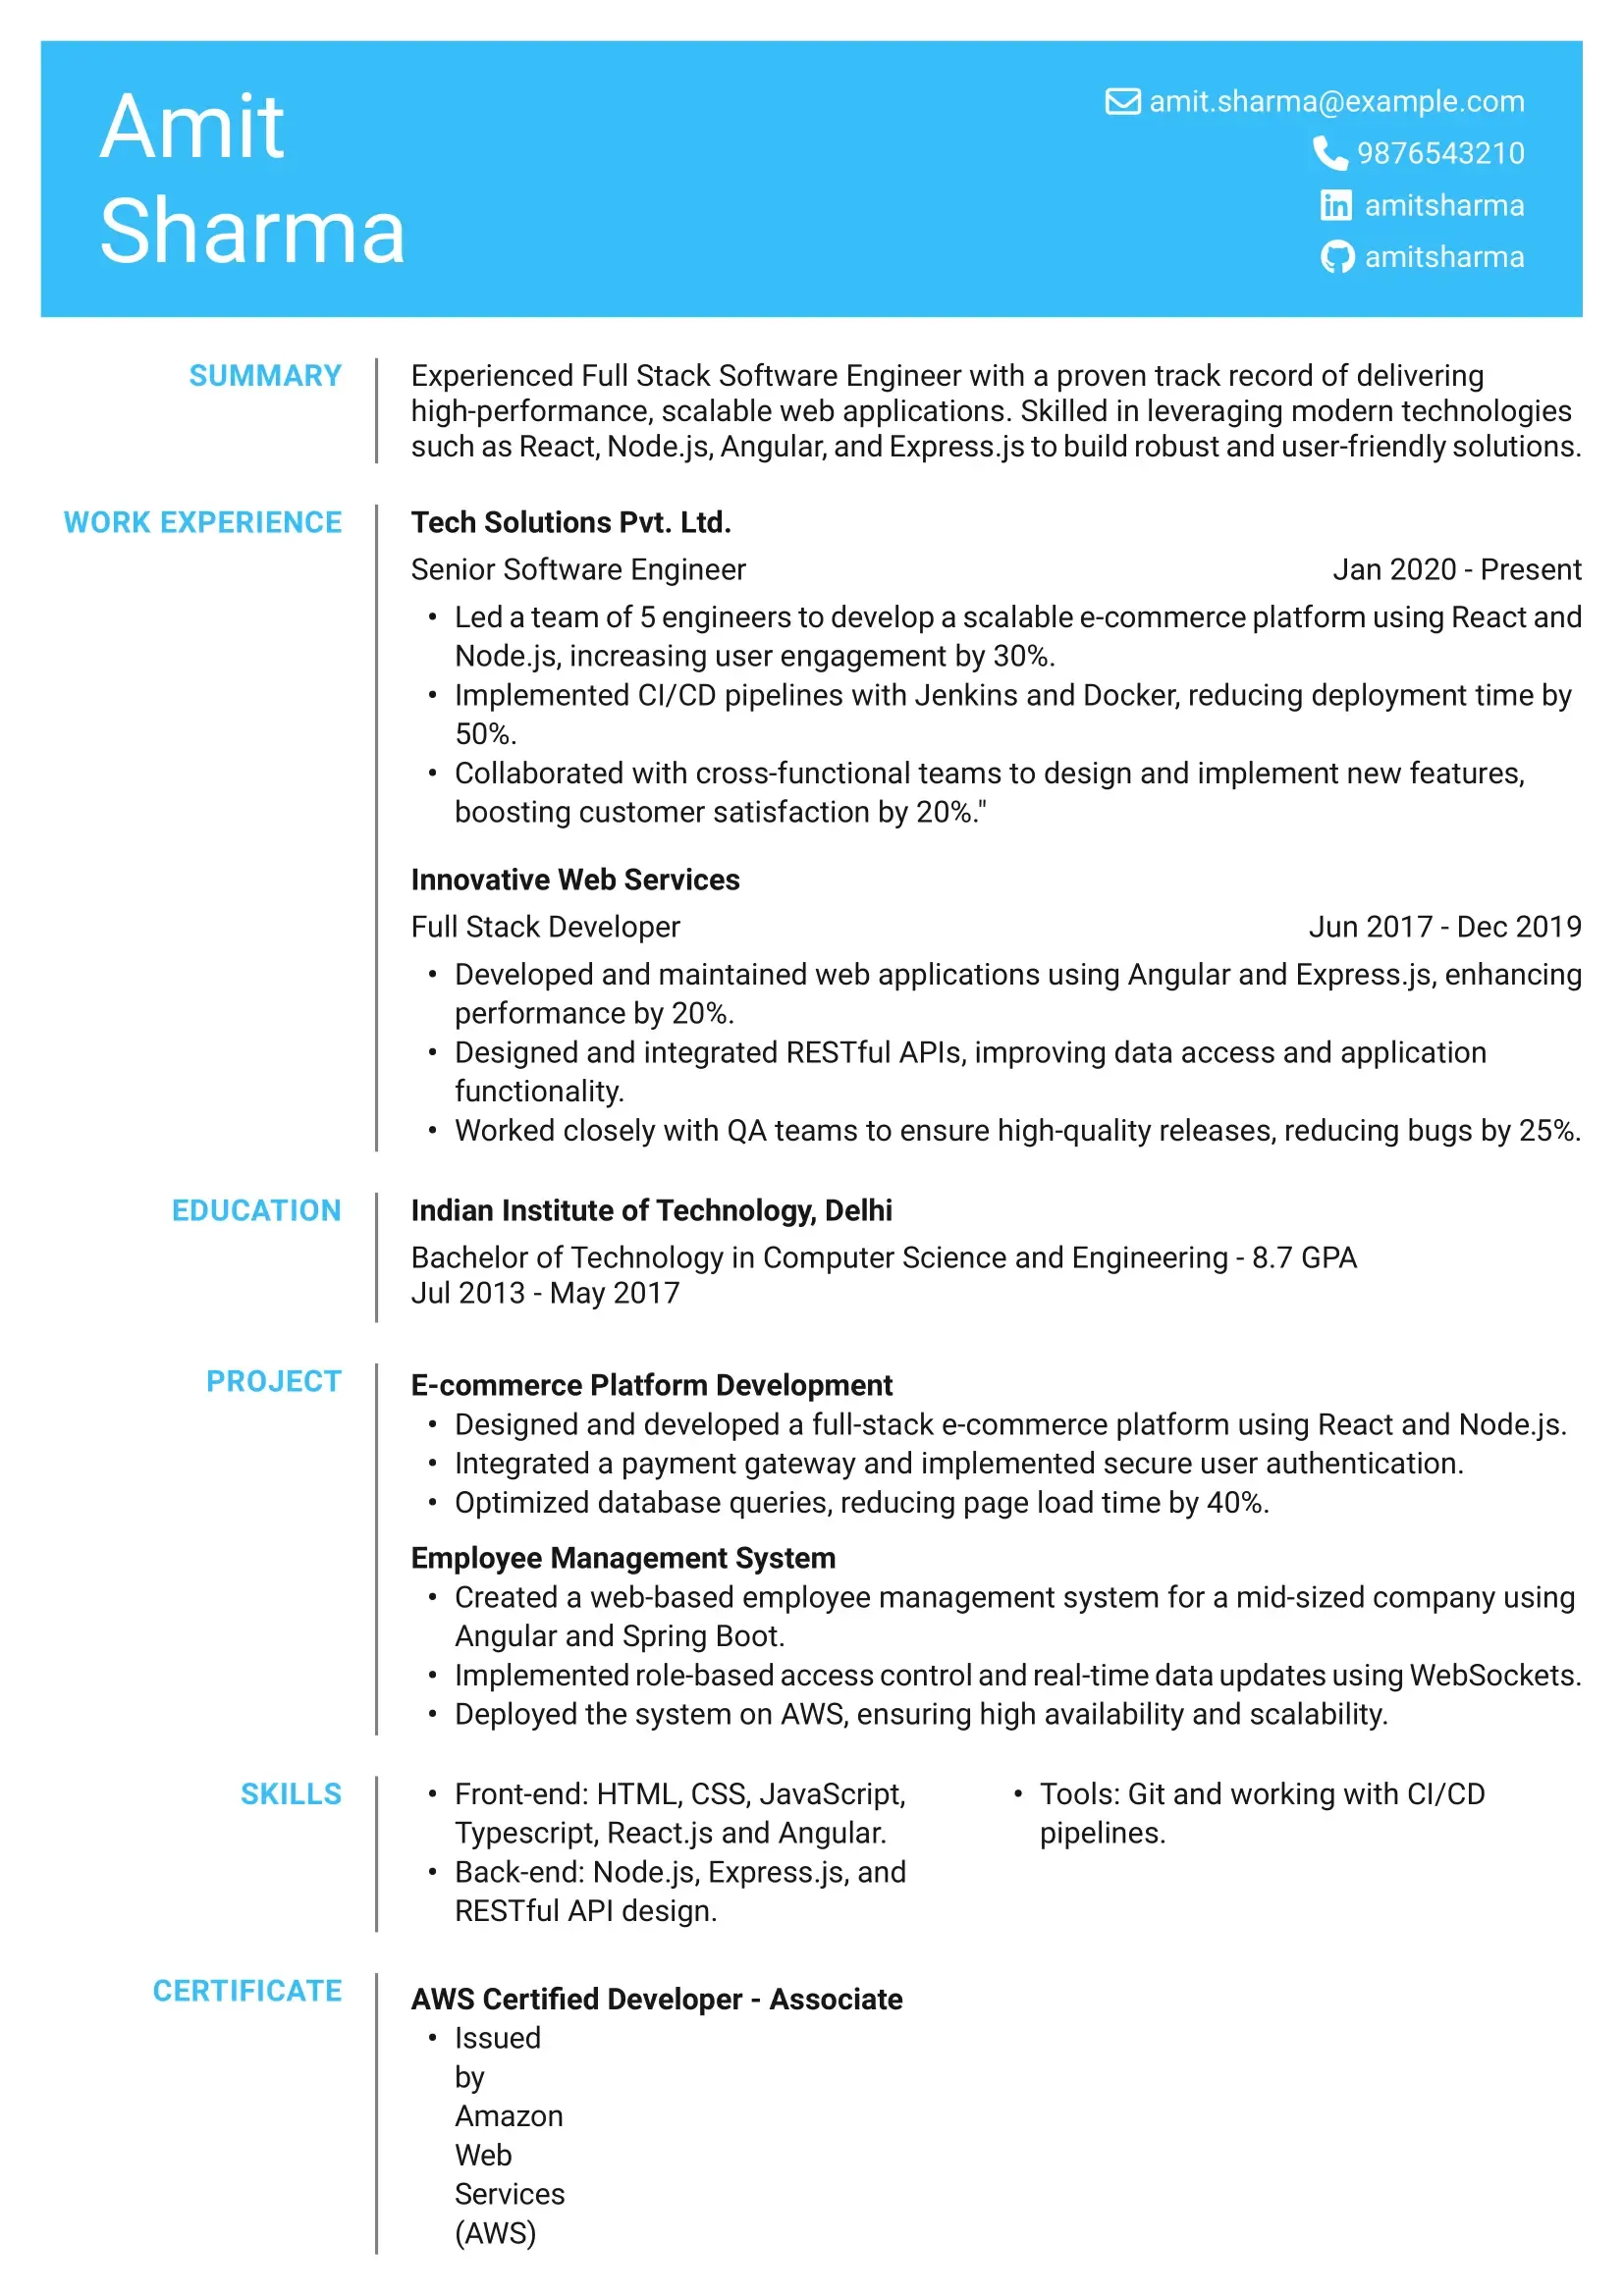 Amit
Sharma
amit.sharma@example.com
9876543210
amitsharma
amitsharma
SUMMARY
Experienced Full Stack Software Engineer with a proven track record of delivering
high-performance, scalable web applications. Skilled in leveraging modern technologies
such as React, Node.js, Angular, and Express.js to build robust and user-friendly solutions.
WORK EXPERIENCE
Tech Solutions Pvt. Ltd.
Senior Software Engineer Jan 2020 - Present
• Led a team of 5 engineers to develop a scalable e-commerce platform using React and
Node.js, increasing user engagement by 30%.
• Implemented CI/CD pipelines with Jenkins and Docker, reducing deployment time by
50%.
• Collaborated with cross-functional teams to design and implement new features,
boosting customer satisfaction by 20%."
Innovative Web Services
Full Stack Developer Jun 2017 - Dec 2019
• Developed and maintained web applications using Angular and Express.js, enhancing
performance by 20%.
• Designed and integrated RESTful APIs, improving data access and application
functionality.
• Worked closely with QA teams to ensure high-quality releases, reducing bugs by 25%.
EDUCATION
Indian Institute of Technology, Delhi
Bachelor of Technology in Computer Science and Engineering - 8.7 GPA
Jul 2013 - May 2017
PROJECT
E-commerce Platform Development
• Designed and developed a full-stack e-commerce platform using React and Node.js.
• Integrated a payment gateway and implemented secure user authentication.
• Optimized database queries, reducing page load time by 40%.
Employee Management System
• Created a web-based employee management system for a mid-sized company using
Angular and Spring Boot.
• Implemented role-based access control and real-time data updates using WebSockets.
• Deployed the system on AWS, ensuring high availability and scalability.
SKILLS
• Front-end: HTML, CSS, JavaScript,
Typescript, React.js and Angular.
• Back-end: Node.js, Express.js, and
RESTful API design.
• Tools: Git and working with CI/CD
pipelines.
CERTIFICATE
AWS Certified Developer - Associate
• Issued
by
Amazon
Web
Services
(AWS)